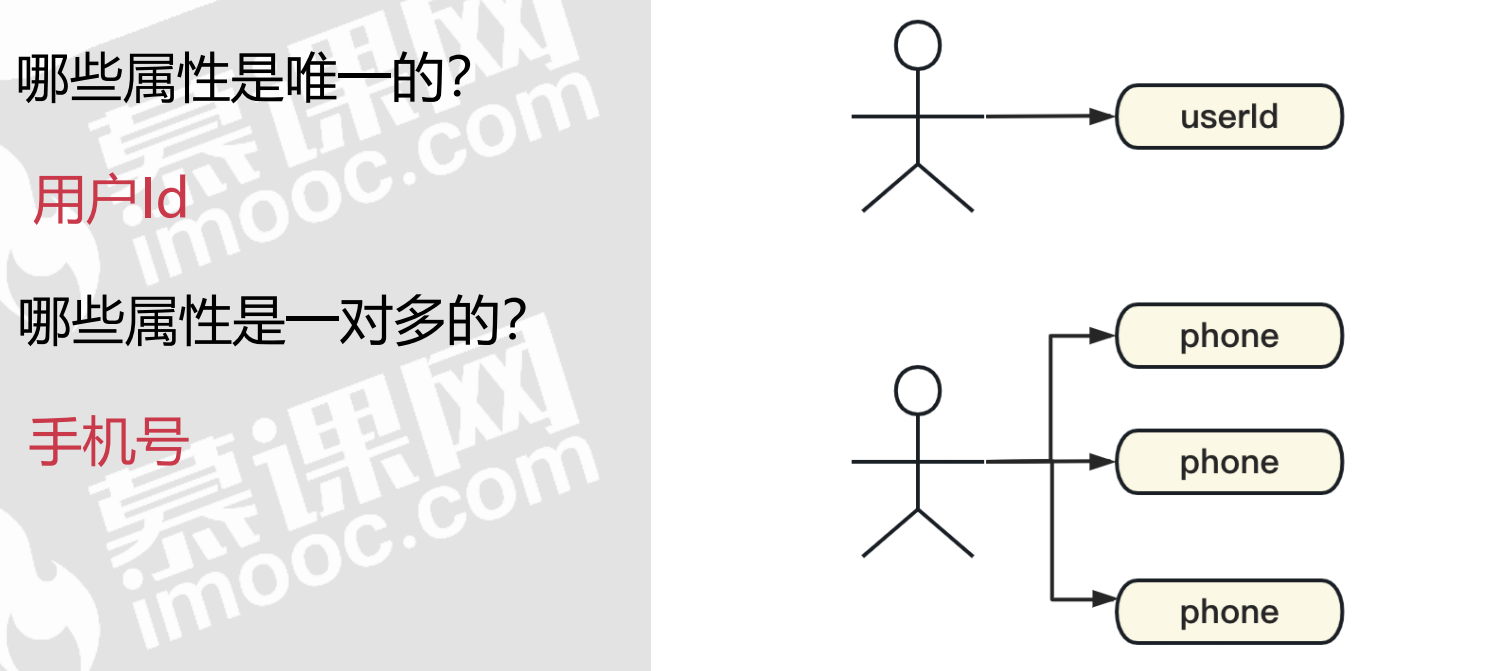 哪些属性是唯一的?
用户Id
哪些属性是一对多的?
手机号
慕课网
imooc.com
慕课网
imooc.com
userId
phone
phone
phone